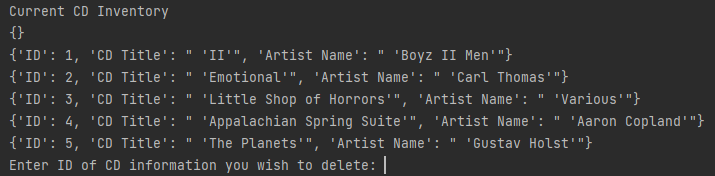 Current CD Inventory
{}
{'ID': 1, 'CD Title': " 'II'", 'Artist Name': " 'Boyz II Men'"}
{'ID': 2, 'CD Title': " 'Emotional'", 'Artist Name': " 'Carl Thomas'"}
{'ID': 3, 'CD Title': " 'Little Shop of Horrors'", 'Artist Name': " 'Various'"}
{'ID': 4, 'CD Title': " 'Appalachian Spring Suite'", 'Artist Name': " 'Aaron Copland'"}
{'ID': 5, 'CD Title': " 'The Planets'", 'Artist Name': " 'Gustav Holst'"}
Enter ID of CD information you wish to delete: